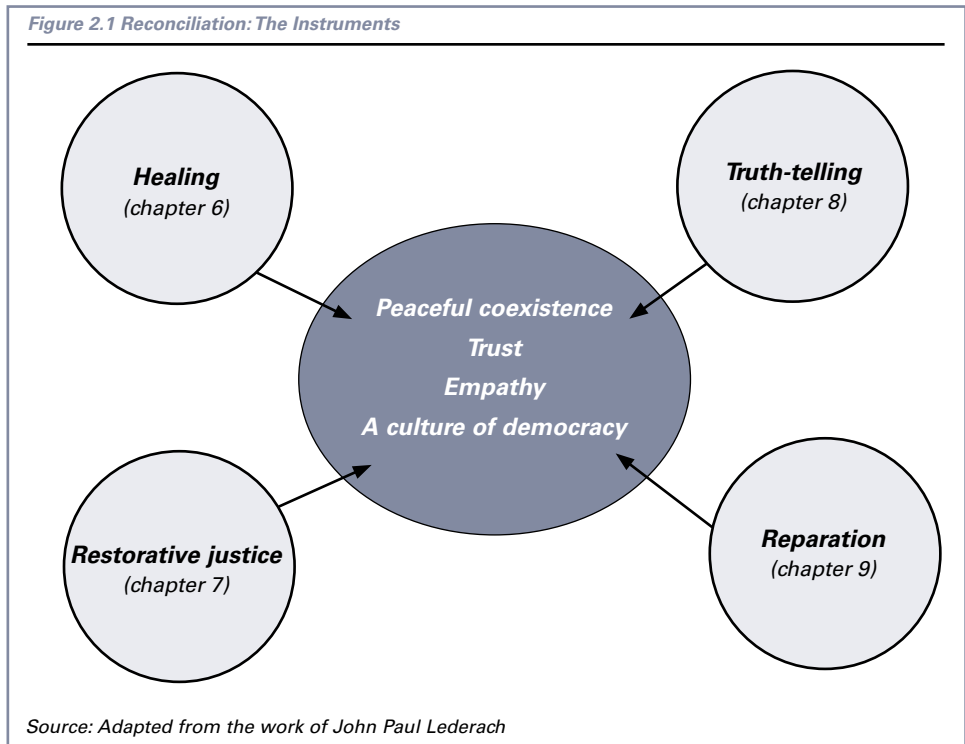 Figure 2.1 Reconciliation: The Instruments
Healing
(chapter 6)
Truth-telling
(chapter 8)
Peaceful coexistence
Trust
Empathy
A culture of democracy
Restorative justice
(chapter 7)
Reparation
(chapter 9)
Source: Adapted from the work of John Paul Lederach